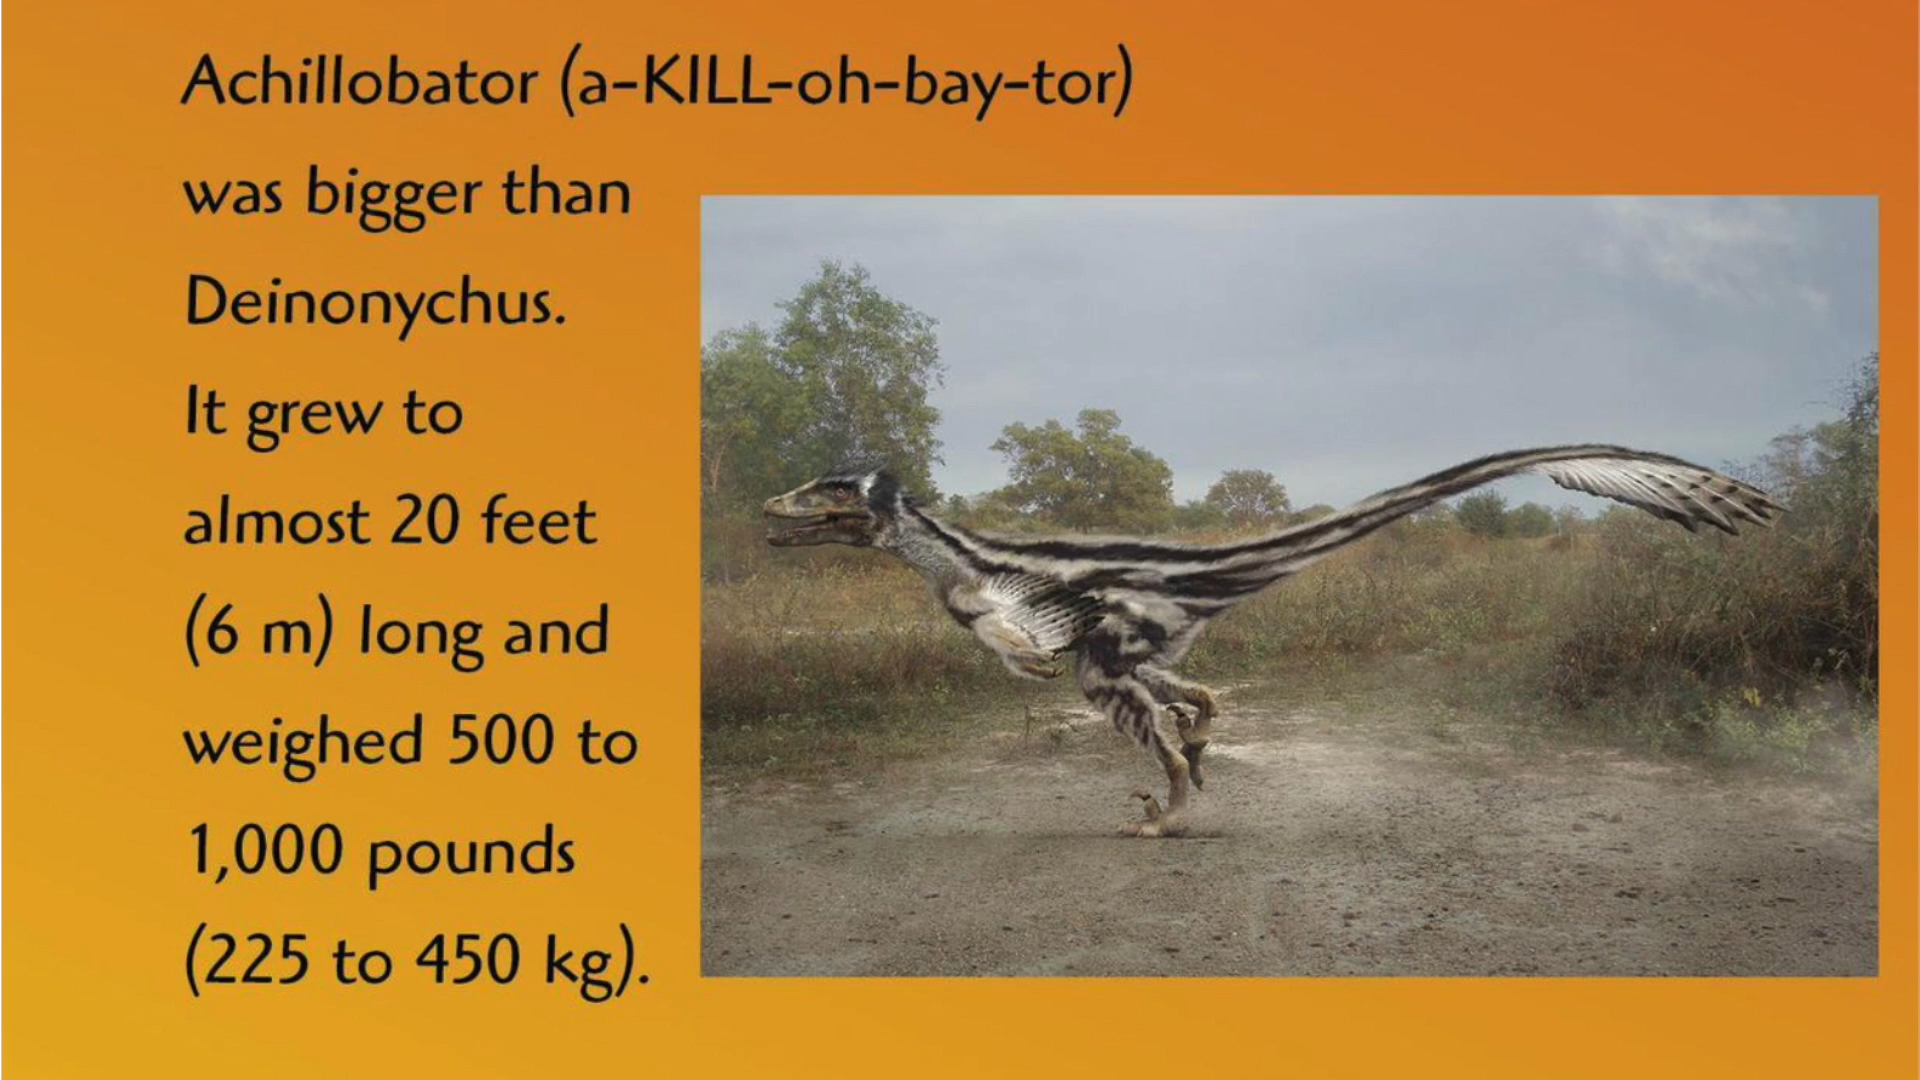 Achillobator (a-KILL-oh-bay-tor)
was bigger than
Deinonychus.
It grew to
almost 20 feet
(6 m) long and
weighed 500 to
1,000 pounds
(225 to 450 kg).